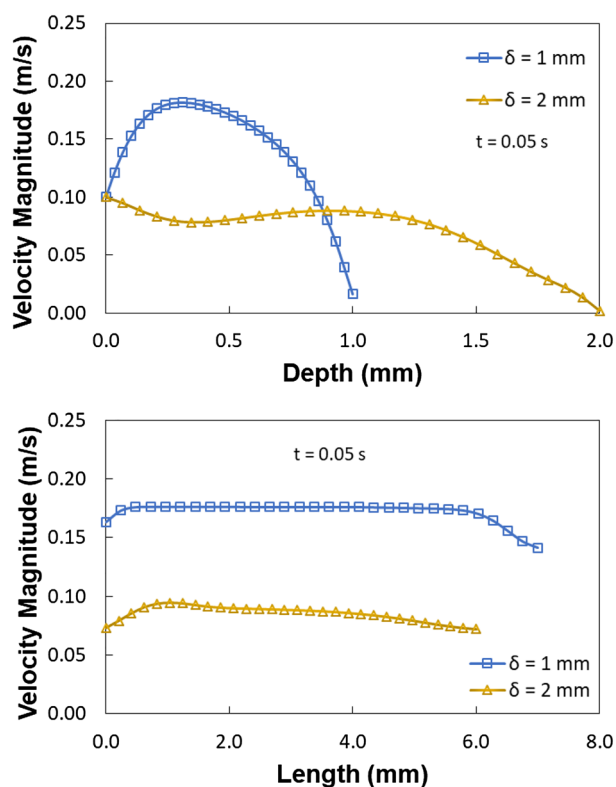 Velocity Magnitude (m/s)
0.25
0.20
0.15
0.10
0.05
0.00
δ = 1 mm
δ = 2 mm
t = 0.05 s
0.0 0.5 1.0 1.5 2.0
Depth (mm)
Velocity Magnitude (m/s)
0.25
0.20
0.15
0.10
0.05
0.00
t = 0.05 s
δ = 1 mm
δ = 2 mm
0.0 2.0 4.0 6.0 8.0
Length (mm)